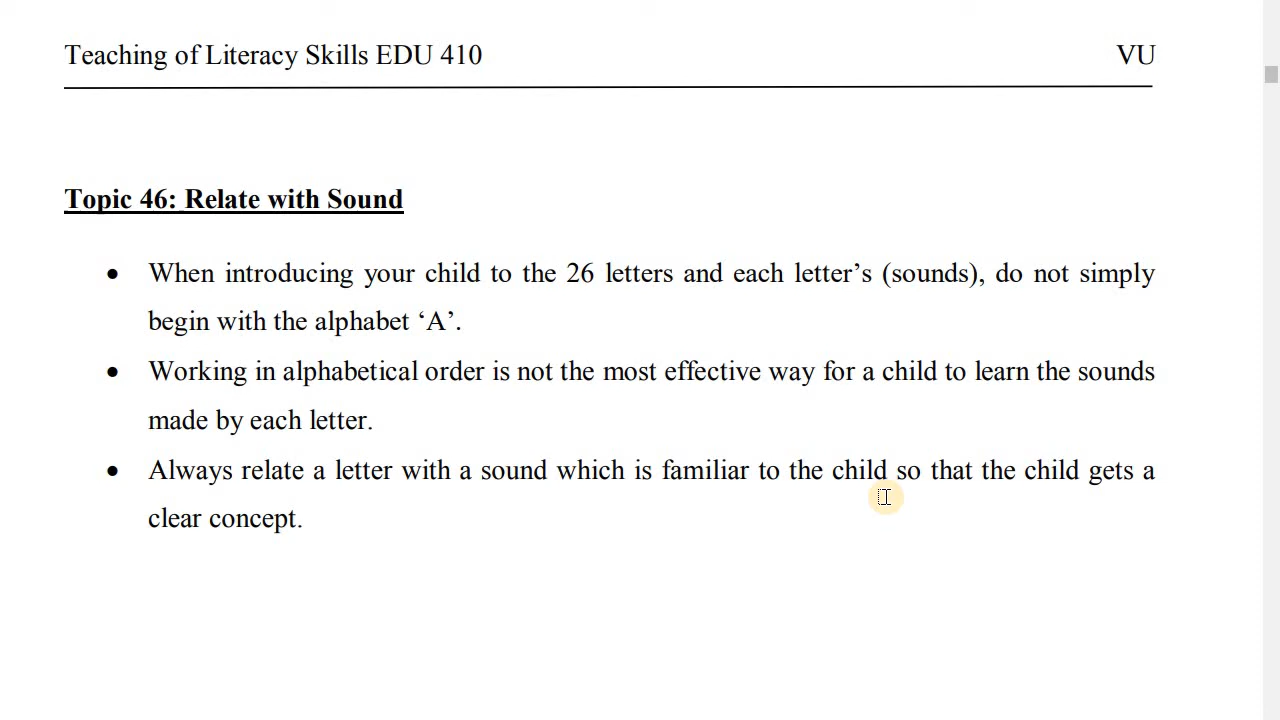 Teaching of Literacy Skills EDU 410 VU
Topic 46: Relate with Sound
• When introducing your child to the 26 letters and each letter’s (sounds), do not simply
begin with the alphabet ‘A’.
• Working in alphabetical order is not the most effective way for a child to learn the sounds
made by each letter.
• Always relate a letter with a sound which is familiar to the child so that the child gets a
clear concept.